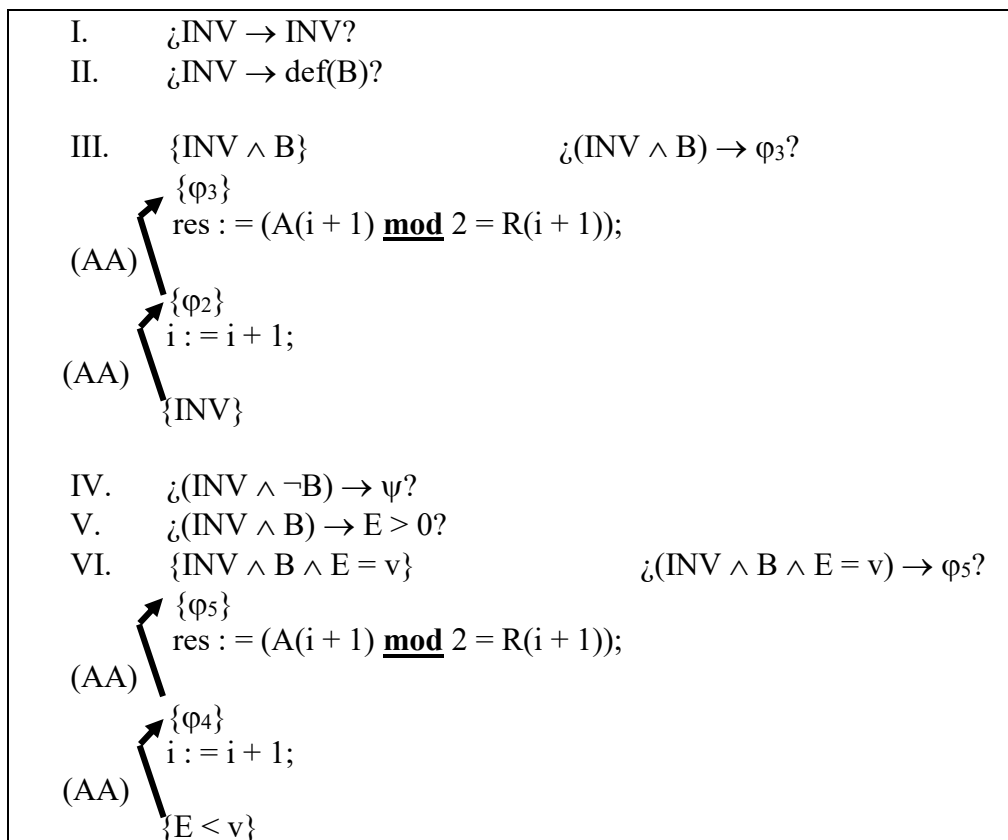 I. ¿INV → INV?
II. ¿INV → def(B)?
III. {INV ∧ B} ¿(INV ∧ B) → φ₃?
{φ₃}
res : = (A(i + 1) mod 2 = R(i + 1));
(AA)
{φ₂}
i : = i + 1;
(AA)
{INV}
IV. ¿(INV ∧ ¬B) → ψ?
V. ¿(INV ∧ B) → E > 0?
VI. {INV ∧ B ∧ E = v} ¿(INV ∧ B ∧ E = v) → φ₅?
{φ₅}
res : = (A(i + 1) mod 2 = R(i + 1));
(AA)
{φ₄}
i : = i + 1;
(AA)
{E < v}